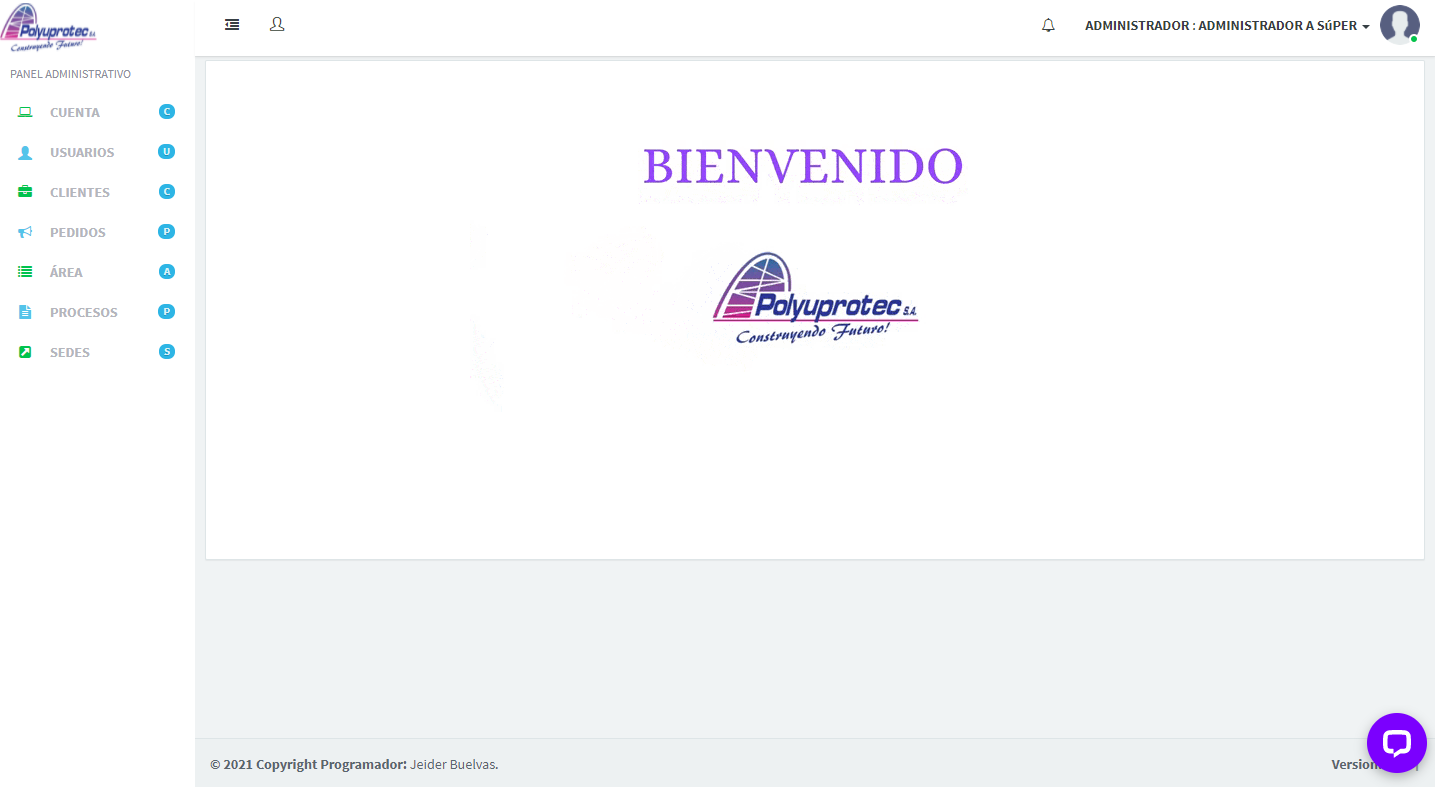 Polyuprotec S.A.
Construyendo Futuro!
ADMINISTRADOR : ADMINISTRADOR A SúPER
PANEL ADMINISTRATIVO
CUENTA C
USUARIOS U
CLIENTES C
PEDIDOS P
ÁREA A
PROCESOS P
SEDES S
BIENVENIDO
Polyuprotec S.A.
Construyendo Futuro!
© 2021 Copyright Programador: Jeider Buelvas.
Version